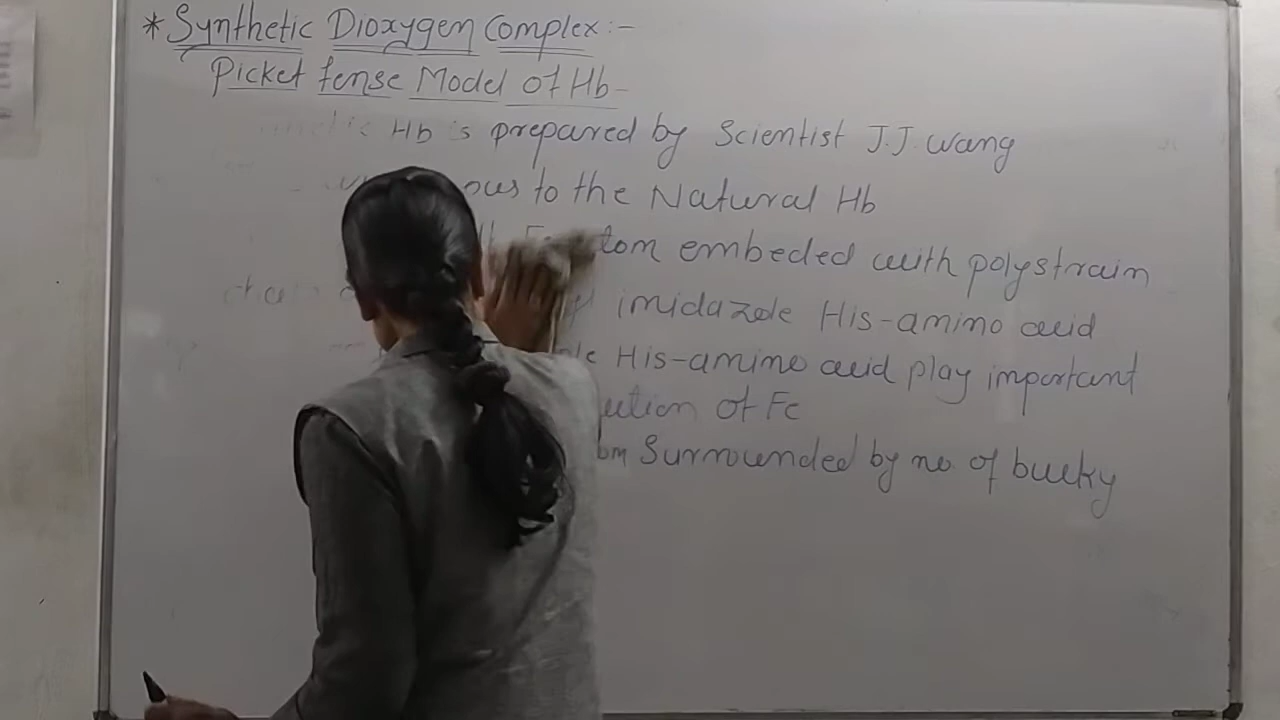 * Synthetic Dioxygen Complex:-
Picket fense Model of Hb-
Hb is prepared by Scientist J.J. Wang
ous to the Natural Hb
tom embeded with polystrain
imidazole His-amino acid
His-amino acid play important
of Fe
Surrounded by no. of bulky